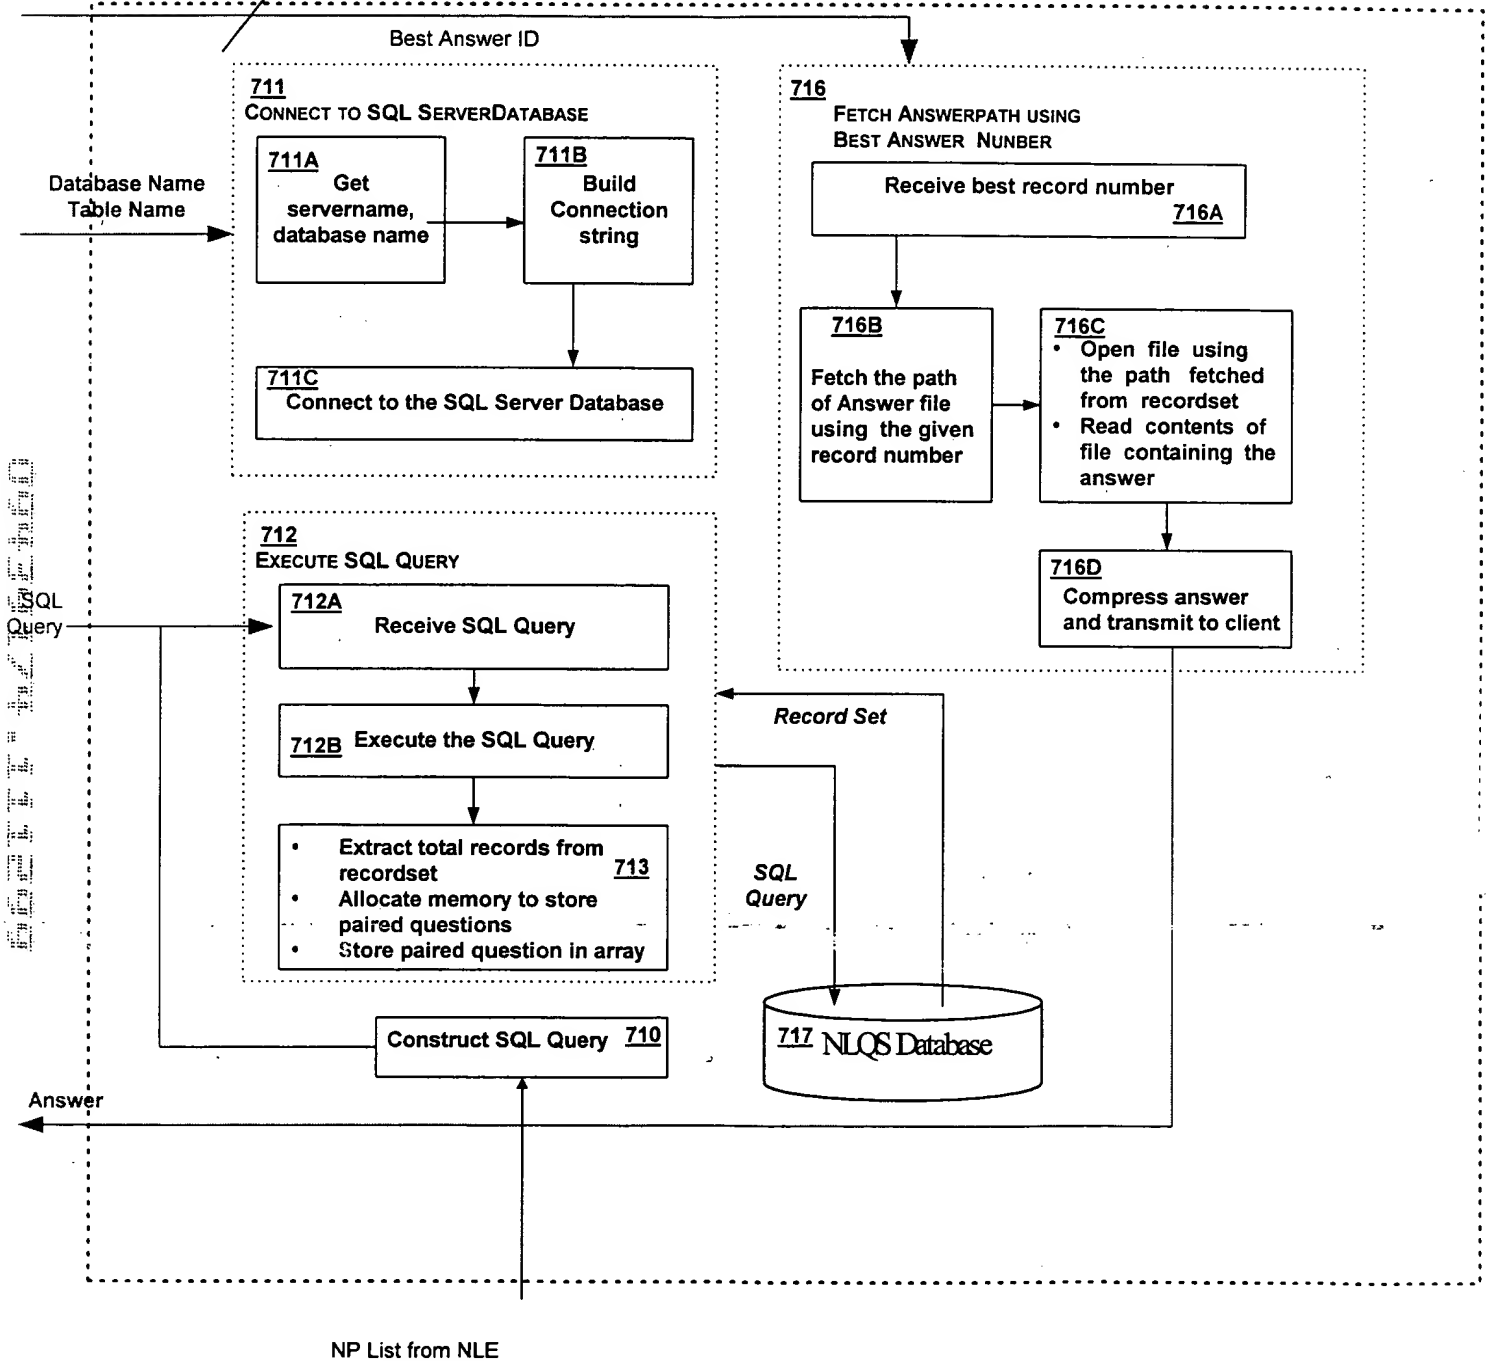 Best Answer ID
711
CONNECT TO SQL SERVERDATABASE
711A
Get
servername,
database name
711B
Build
Connection
string
711C
Connect to the SQL Server Database
Database Name
Table Name
716
FETCH ANSWERPATH USING
BEST ANSWER NUNBER
Receive best record number
716A
716B
Fetch the path
of Answer file
using the given
record number
716C
• Open file using
the path fetched
from recordset
• Read contents of
file containing the
answer
716D
Compress answer
and transmit to client
712
EXECUTE SQL QUERY
SQL
Query
712A
Receive SQL Query
712B Execute the SQL Query
• Extract total records from
recordset
713
• Allocate memory to store
paired questions
• Store paired question in array
Record Set
SQL
Query
Construct SQL Query 710
717 NLQS Database
Answer
NP List from NLE